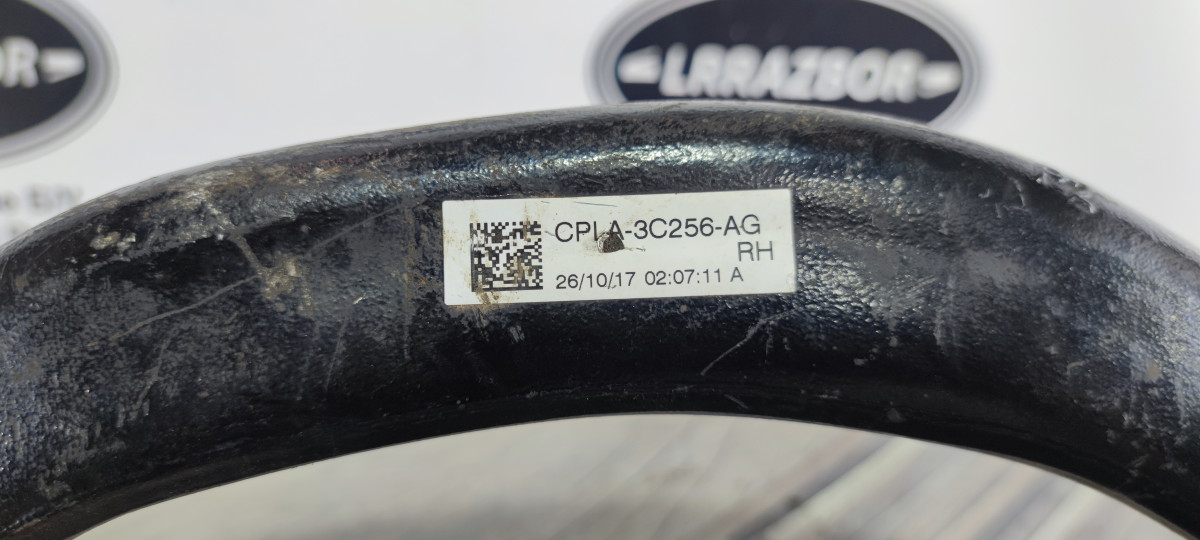 LRRAZBOR
CPLA-3C256-AG
RH
26/10/17 02:07:11 A